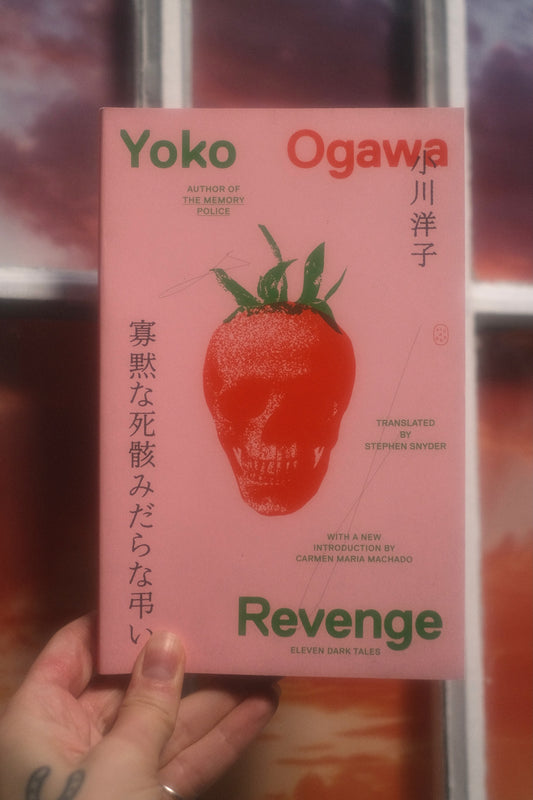 Yoko Ogawa
小川洋子
AUTHOR OF
THE MEMORY
POLICE
寡黙な死骸みだらな弔い
TRANSLATED
BY
STEPHEN SNYDER
WITH A NEW
INTRODUCTION BY
CARMEN MARIA MACHADO
Revenge
ELEVEN DARK TALES